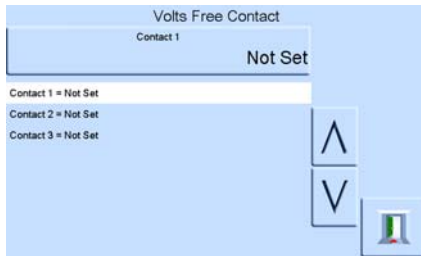 Volts Free Contact
Contact 1
Not Set
Contact 1 = Not Set
Contact 2 = Not Set
Contact 3 = Not Set